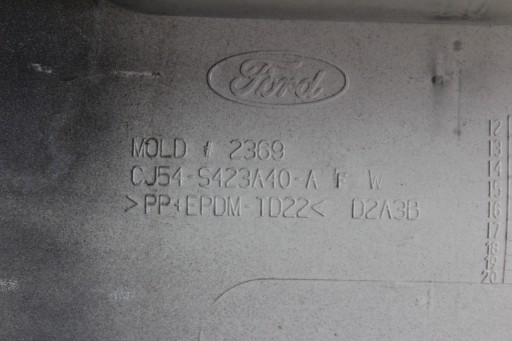 Ford
MOLD # 2369
CJ54-S423A40-A F W
>PP+EPDM-TD22< D2A3B
12
13
14
15
16
17
18
19
20